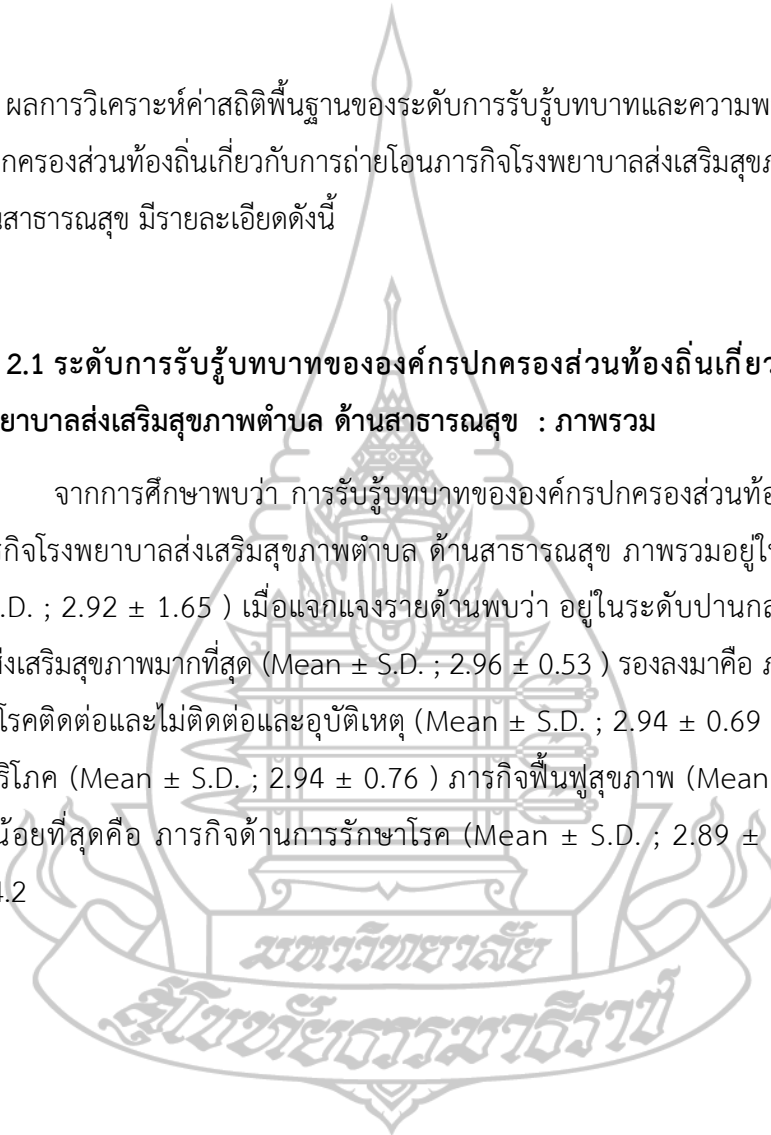 ผลการวิเคราะห์ค่าสถิติพื้นฐานของระดับการรับรู้บทบาทและความพ
กครองส่วนท้องถิ่นเกี่ยวกับการถ่ายโอนภารกิจโรงพยาบาลส่งเสริมสุขภ
นสาธารณสุข มีรายละเอียดดังนี้
2.1 ระดับการรับรู้บทบาทขององค์กรปกครองส่วนท้องถิ่นเกี่ยว
ยาบาลส่งเสริมสุขภาพตำบล ด้านสาธารณสุข : ภาพรวม
จากการศึกษาพบว่า การรับรู้บทบาทขององค์กรปกครองส่วนท้อ
รกิจโรงพยาบาลส่งเสริมสุขภาพตำบล ด้านสาธารณสุข ภาพรวมอยู่ใ
.D. ; 2.92 ± 1.65 ) เมื่อแจกแจงรายด้านพบว่า อยู่ในระดับปานกล
ส่งเสริมสุขภาพมากที่สุด (Mean ± S.D. ; 2.96 ± 0.53 ) รองลงมาคือ ภ
โรคติดต่อและไม่ติดต่อและอุบัติเหตุ (Mean ± S.D. ; 2.94 ± 0.69
ริโภค (Mean ± S.D. ; 2.94 ± 0.76 ) ภารกิจฟื้นฟูสุขภาพ (Mean
น้อยที่สุดคือ ภารกิจด้านการรักษาโรค (Mean ± S.D. ; 2.89 ±
4.2
มหาวิทยาลัย
สุโขทัยธรรมาธิราช